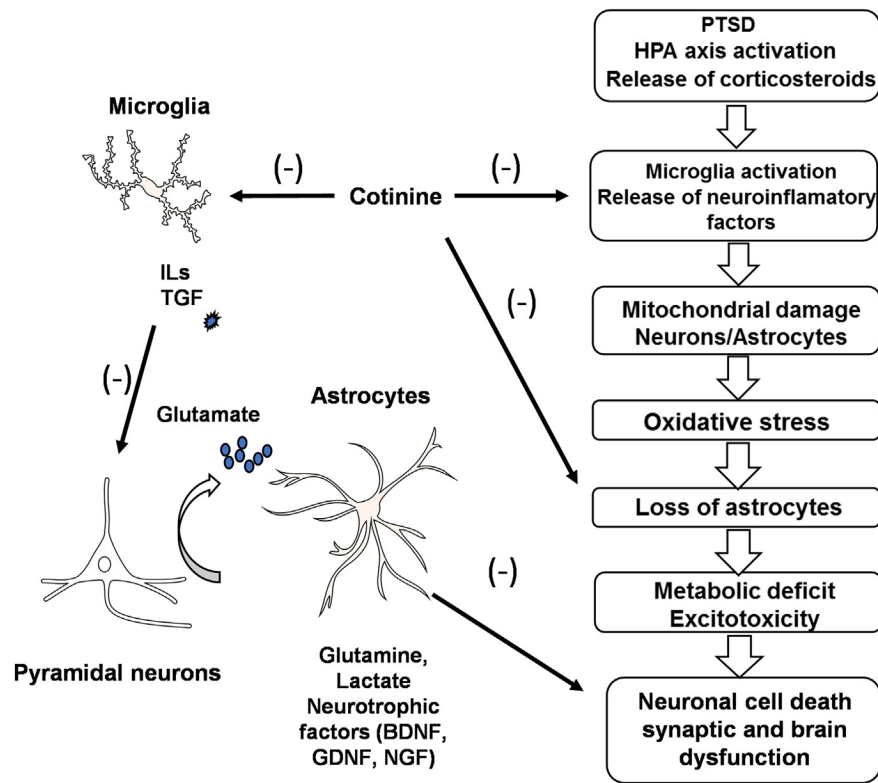 PTSD
HPA axis activation
Release of corticosteroids
Microglia
(-)
(-)
Cotinine
Microglia activation
Release of neuroinflamatory
factors
ILs
TGF
(-)
(-)
Mitochondrial damage
Neurons/Astrocytes
Glutamate
Astrocytes
Oxidative stress
Loss of astrocytes
(-)
Metabolic deficit
Excitotoxicity
Pyramidal neurons
Glutamine,
Lactate
Neurotrophic
factors (BDNF,
GDNF, NGF)
Neuronal cell death
synaptic and brain
dysfunction